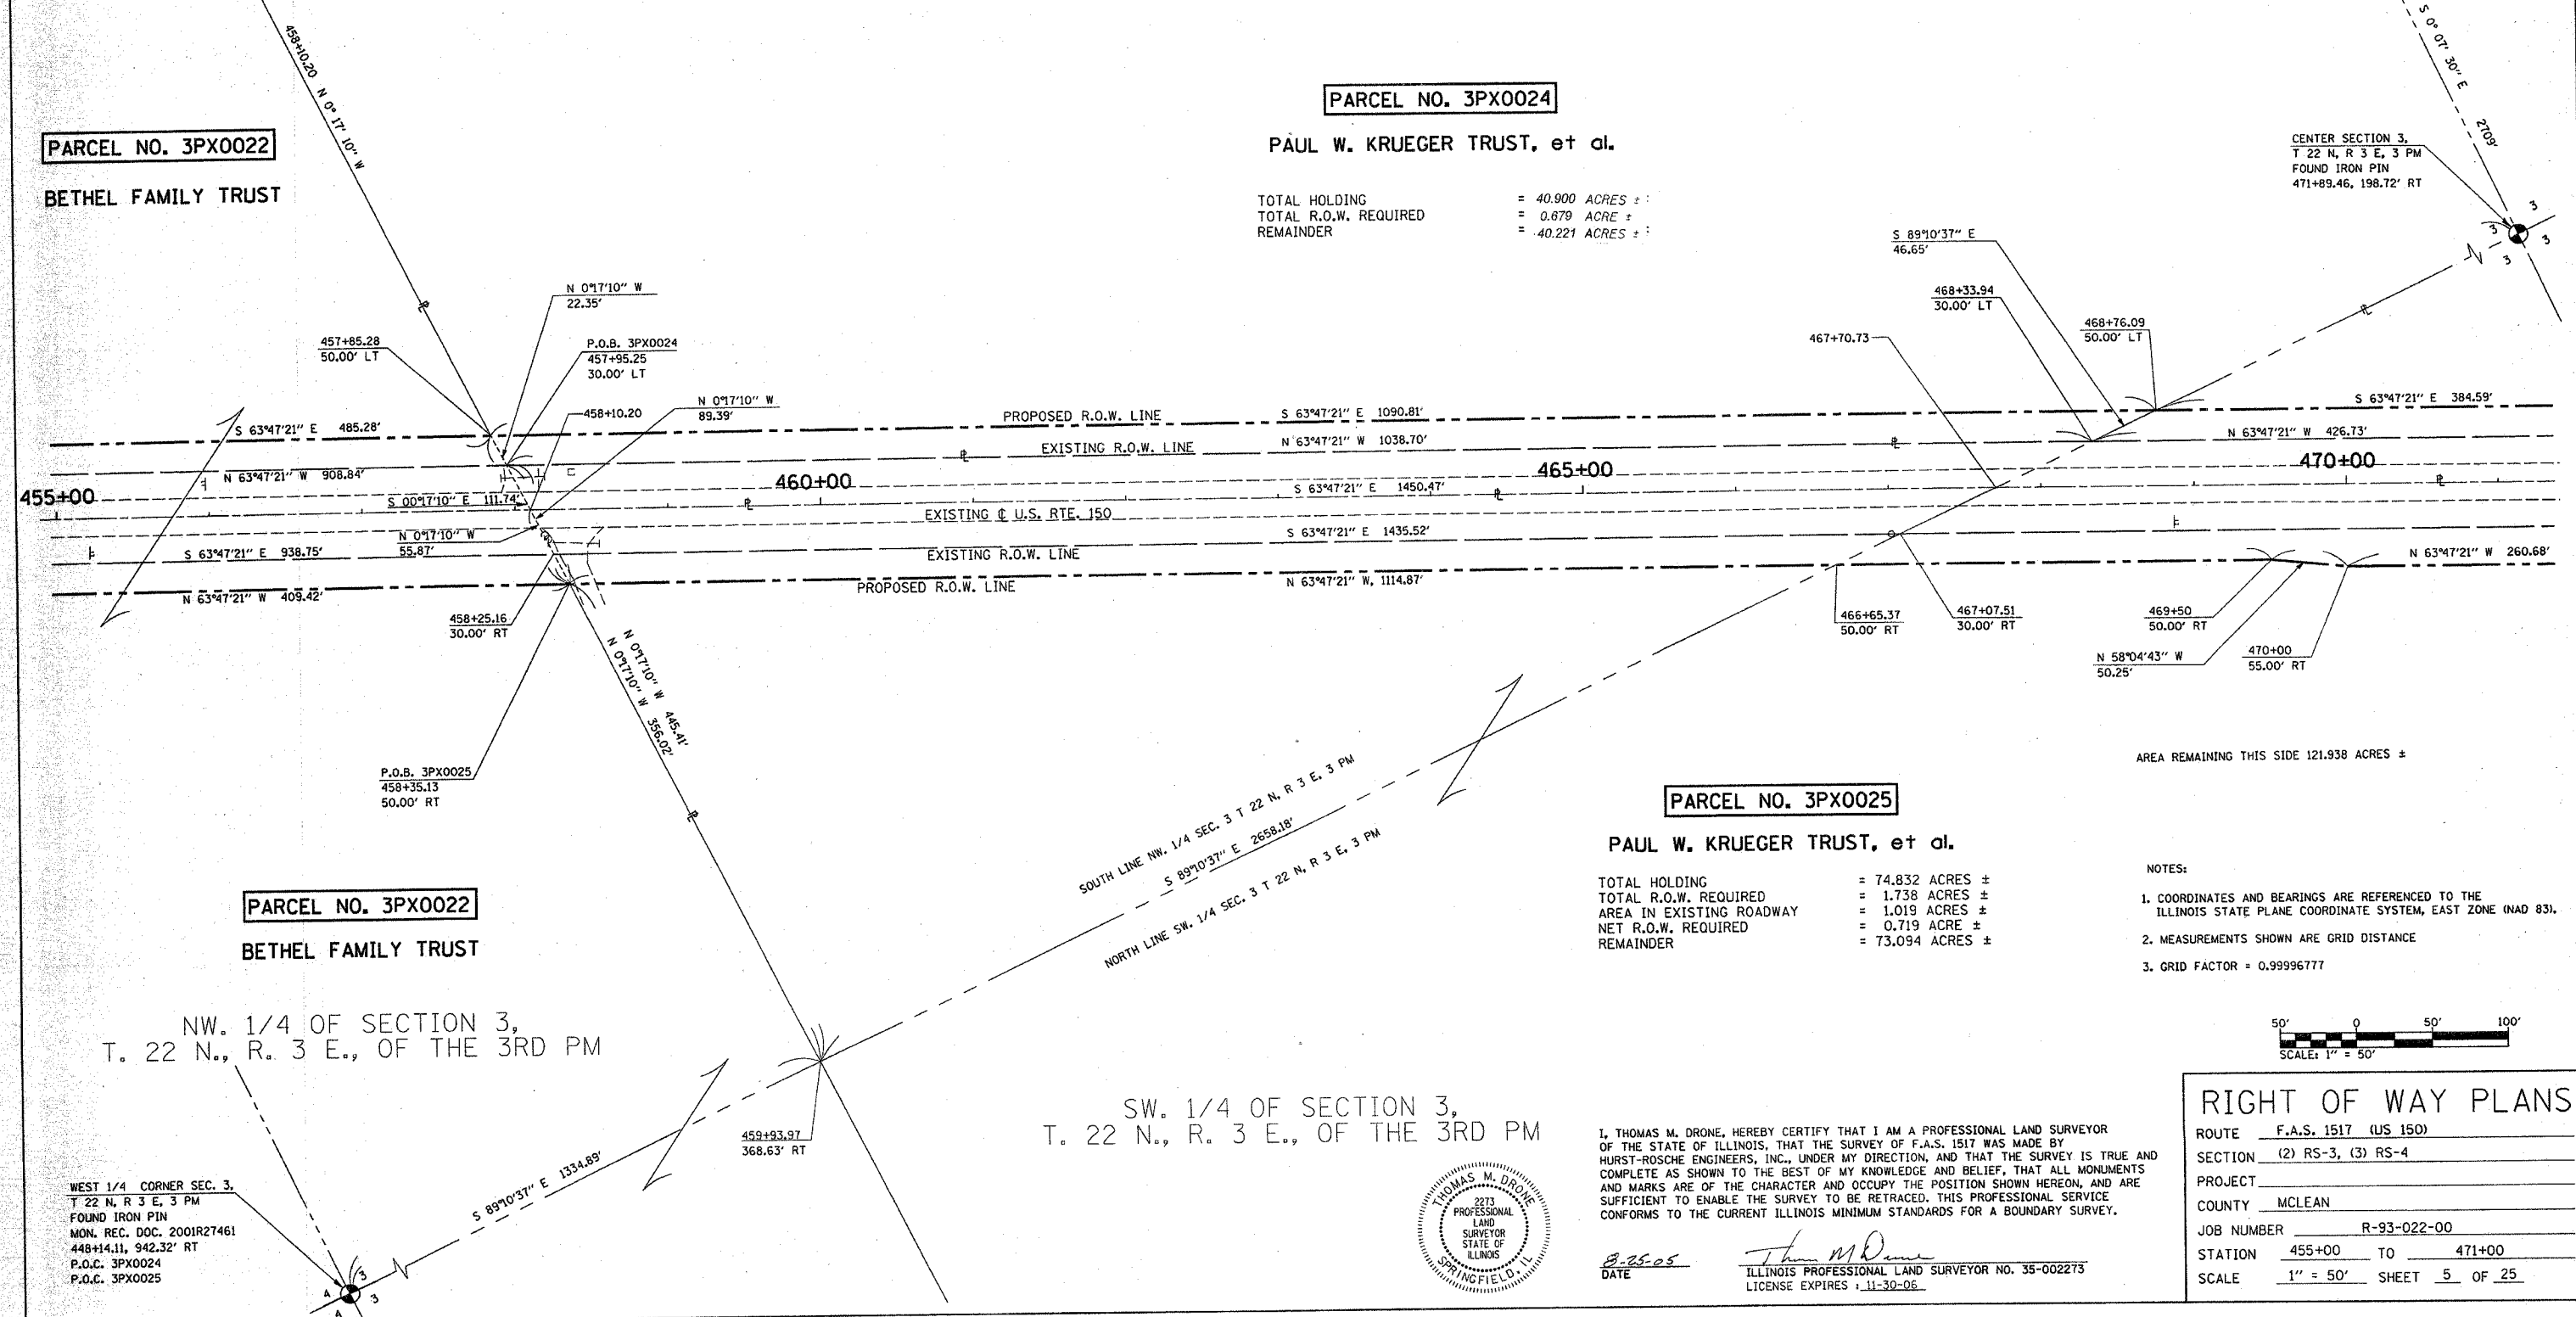 458+10.20 N 0° 17' 10" W
S 0° 07' 30" E 2709'
PARCEL NO. 3PX0022
BETHEL FAMILY TRUST
PARCEL NO. 3PX0024
PAUL W. KRUEGER TRUST, et al.
TOTAL HOLDING = 40.900 ACRES ±
TOTAL R.O.W. REQUIRED = 0.679 ACRE ±
REMAINDER = 40.221 ACRES ±
CENTER SECTION 3,
T 22 N, R 3 E, 3 PM
FOUND IRON PIN
471+89.46, 198.72' RT
3
3
3
3
S 89°10'37" E
46.65'
468+33.94
30.00' LT
468+76.09
50.00' LT
467+70.73
N 0°17'10" W
22.35'
457+85.28
50.00' LT
P.O.B. 3PX0024
457+95.25
30.00' LT
458+10.20
N 0°17'10" W
89.39'
S 63°47'21" E 485.28'
PROPOSED R.O.W. LINE
S 63°47'21" E 1090.81'
S 63°47'21" E 384.59'
N 63°47'21" W 908.84'
EXISTING R.O.W. LINE
N 63°47'21" W 1038.70'
N 63°47'21" W 426.73'
455+00
460+00
465+00
470+00
S 00°17'10" E 111.74'
S 63°47'21" E 1450.47'
EXISTING ℄ U.S. RTE. 150
N 0°17'10" W
55.87'
S 63°47'21" E 938.75'
EXISTING R.O.W. LINE
S 63°47'21" E 1435.52'
N 63°47'21" W 260.68'
N 63°47'21" W 409.42'
PROPOSED R.O.W. LINE
N 63°47'21" W, 1114.87'
458+25.16
30.00' RT
466+65.37
50.00' RT
467+07.51
30.00' RT
469+50
50.00' RT
N 58°04'43" W
50.25'
470+00
55.00' RT
N 0°17'10" W 445.41'
N 0°17'10" W 356.02'
P.O.B. 3PX0025
458+35.13
50.00' RT
AREA REMAINING THIS SIDE 121.938 ACRES ±
SOUTH LINE NW. 1/4 SEC. 3 T 22 N, R 3 E, 3 PM
S 89°10'37" E 2658.18'
NORTH LINE SW. 1/4 SEC. 3 T 22 N, R 3 E, 3 PM
PARCEL NO. 3PX0025
PAUL W. KRUEGER TRUST, et al.
TOTAL HOLDING = 74.832 ACRES ±
TOTAL R.O.W. REQUIRED = 1.738 ACRES ±
AREA IN EXISTING ROADWAY = 1.019 ACRES ±
NET R.O.W. REQUIRED = 0.719 ACRE ±
REMAINDER = 73.094 ACRES ±
NOTES:
1. COORDINATES AND BEARINGS ARE REFERENCED TO THE
ILLINOIS STATE PLANE COORDINATE SYSTEM, EAST ZONE (NAD 83).
2. MEASUREMENTS SHOWN ARE GRID DISTANCE
3. GRID FACTOR = 0.99996777
PARCEL NO. 3PX0022
BETHEL FAMILY TRUST
NW. 1/4 OF SECTION 3,
T. 22 N., R. 3 E., OF THE 3RD PM
459+93.97
368.63' RT
SW. 1/4 OF SECTION 3,
T. 22 N., R. 3 E., OF THE 3RD PM
S 89°10'37" E 1334.89'
WEST 1/4 CORNER SEC. 3,
T 22 N, R 3 E, 3 PM
FOUND IRON PIN
MON. REC. DOC. 2001R27461
448+14.11, 942.32' RT
P.O.C. 3PX0024
P.O.C. 3PX0025
4
3
4
3
THOMAS M. DRONE
2273
PROFESSIONAL
LAND
SURVEYOR
STATE OF
ILLINOIS
SPRINGFIELD, IL
I, THOMAS M. DRONE, HEREBY CERTIFY THAT I AM A PROFESSIONAL LAND SURVEYOR
OF THE STATE OF ILLINOIS, THAT THE SURVEY OF F.A.S. 1517 WAS MADE BY
HURST-ROSCHE ENGINEERS, INC., UNDER MY DIRECTION, AND THAT THE SURVEY IS TRUE AND
COMPLETE AS SHOWN TO THE BEST OF MY KNOWLEDGE AND BELIEF, THAT ALL MONUMENTS
AND MARKS ARE OF THE CHARACTER AND OCCUPY THE POSITION SHOWN HEREON, AND ARE
SUFFICIENT TO ENABLE THE SURVEY TO BE RETRACED. THIS PROFESSIONAL SERVICE
CONFORMS TO THE CURRENT ILLINOIS MINIMUM STANDARDS FOR A BOUNDARY SURVEY.
8-25-05
DATE
ILLINOIS PROFESSIONAL LAND SURVEYOR NO. 35-002273
LICENSE EXPIRES : 11-30-06
50' 0 50' 100'
SCALE: 1" = 50'
RIGHT OF WAY PLANS
ROUTE F.A.S. 1517 (US 150)
SECTION (2) RS-3, (3) RS-4
PROJECT
COUNTY MCLEAN
JOB NUMBER R-93-022-00
STATION 455+00 TO 471+00
SCALE 1" = 50' SHEET 5 OF 25